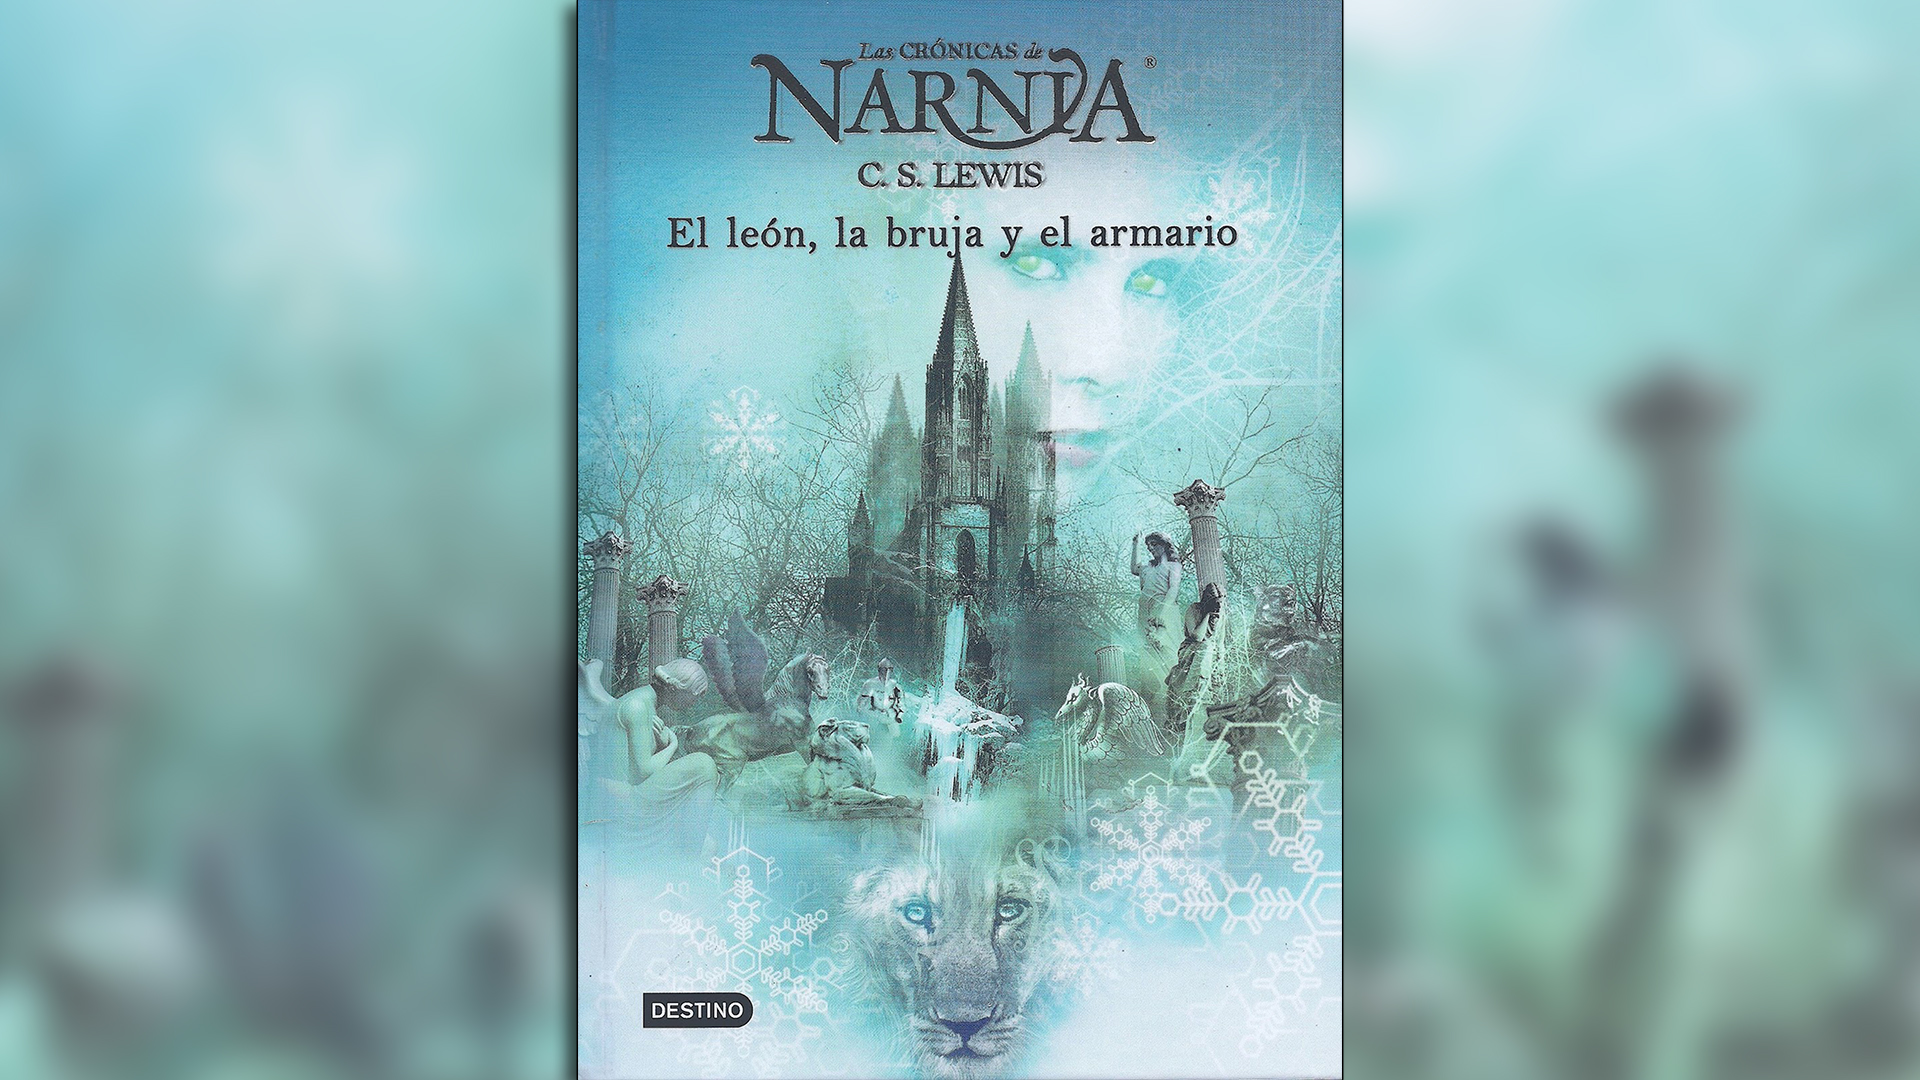 Las CRÓNICAS de
NARNIA®
C. S. LEWIS
El león, la bruja y el armario
DESTINO